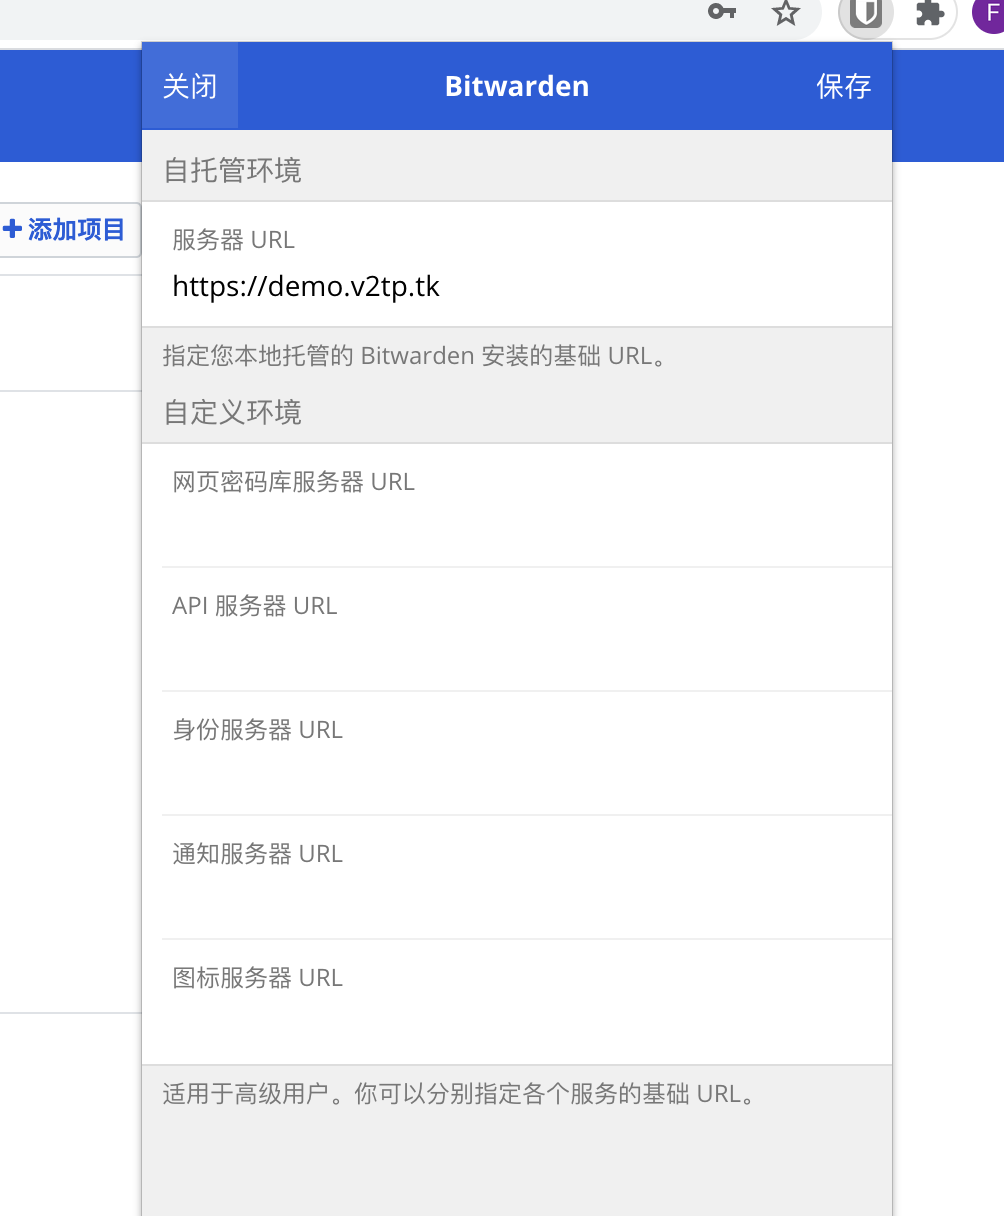 F
关闭
Bitwarden
保存
自托管环境
添加项目
服务器 URL
https://demo.v2tp.tk
指定您本地托管的 Bitwarden 安装的基础 URL。
自定义环境
网页密码库服务器 URL
API 服务器 URL
身份服务器 URL
通知服务器 URL
图标服务器 URL
适用于高级用户。你可以分别指定各个服务的基础 URL。